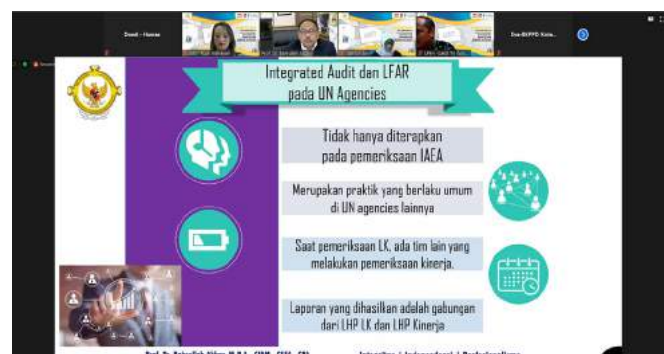 Integrated Audit dan LFAR
pada UN Agencies
Tidak hanya diterapkan
pada pemeriksaan IAEA
Merupakan praktik yang berlaku umum
di UN agencies lainnya
Saat pemeriksaan LK, ada tim lain yang
melakukan pemeriksaan kinerja.
Laporan yang dihasilkan adalah gabungan
dari LHP LK dan LHP Kinerja